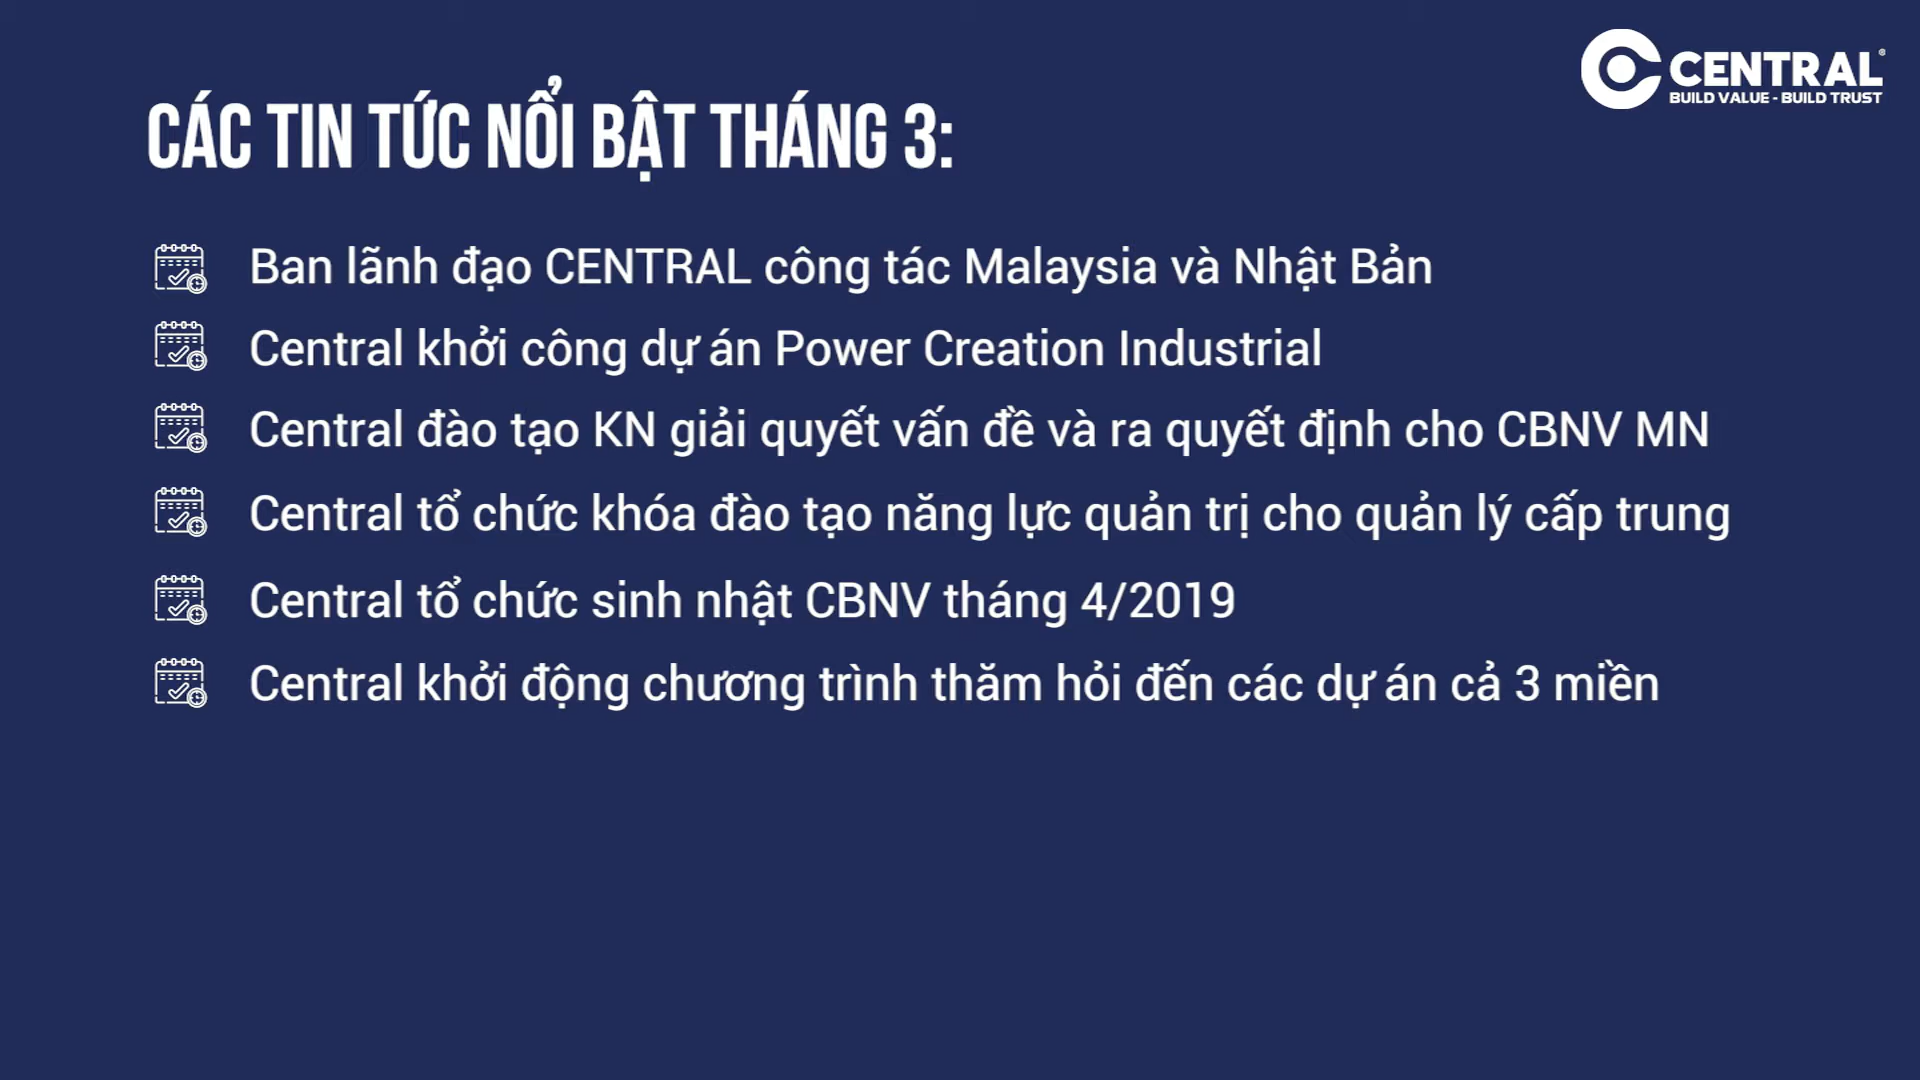 CENTRAL®
BUILD VALUE - BUILD TRUST
CÁC TIN TỨC NỔI BẬT THÁNG 3:
Ban lãnh đạo CENTRAL công tác Malaysia và Nhật Bản
Central khởi công dự án Power Creation Industrial
Central đào tạo KN giải quyết vấn đề và ra quyết định cho CBNV MN
Central tổ chức khóa đào tạo năng lực quản trị cho quản lý cấp trung
Central tổ chức sinh nhật CBNV tháng 4/2019
Central khởi động chương trình thăm hỏi đến các dự án cả 3 miền